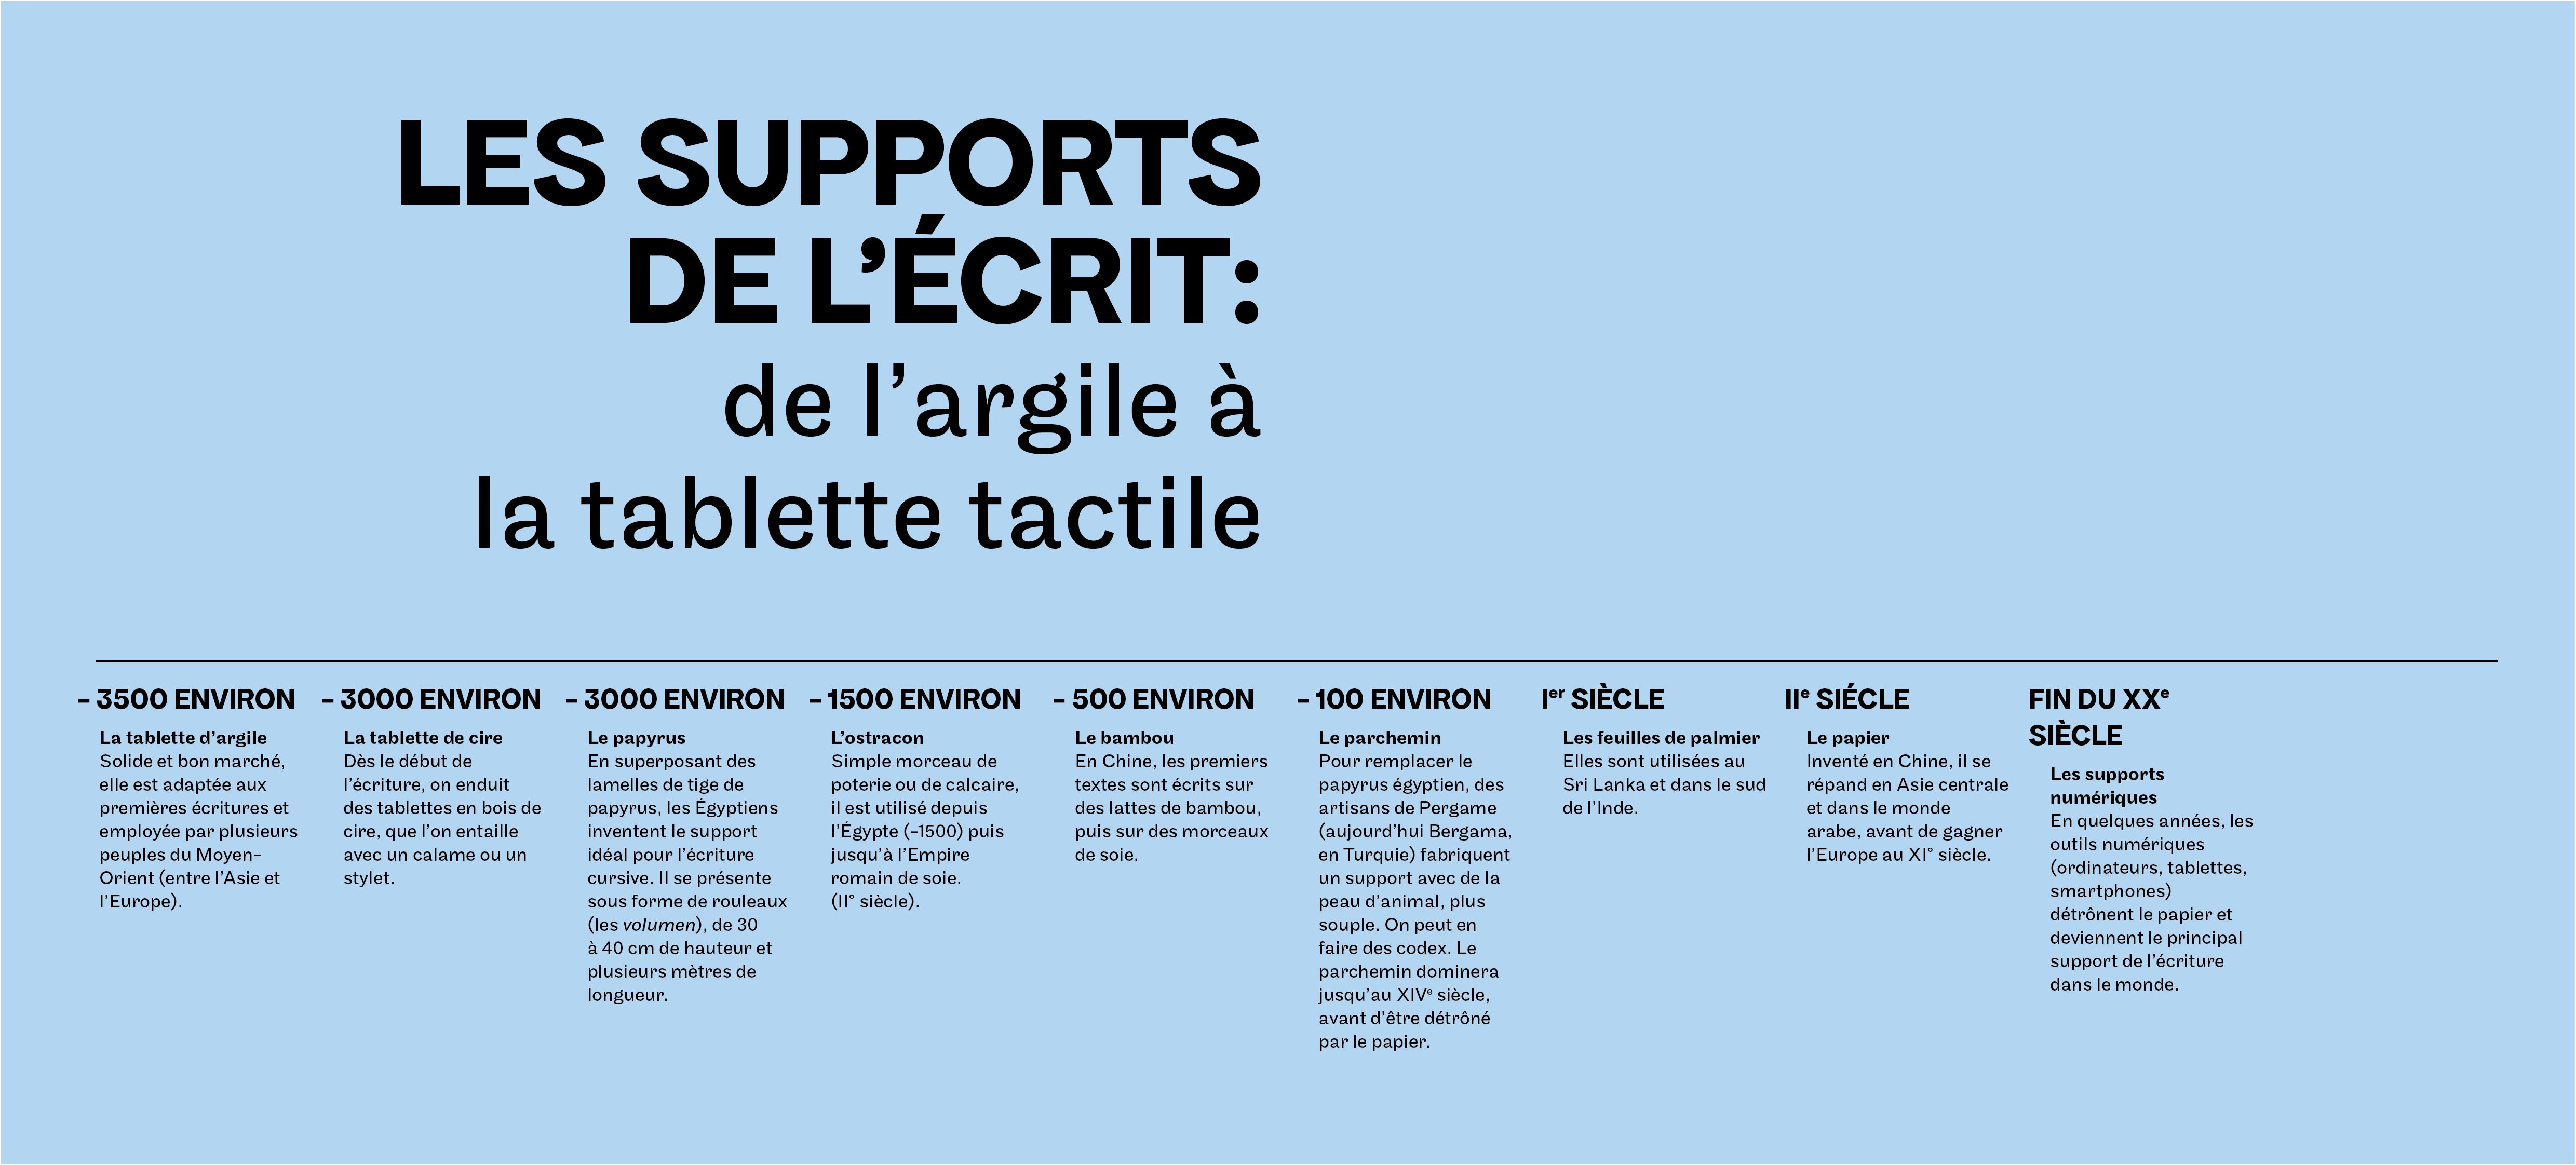 LES SUPPORTS
DE L’ÉCRIT:
de l’argile à
la tablette tactile
– 3500 ENVIRON
La tablette d’argile
Solide et bon marché,
elle est adaptée aux
premières écritures et
employée par plusieurs
peuples du Moyen-
Orient (entre l’Asie et
l’Europe).
– 3000 ENVIRON
La tablette de cire
Dès le début de
l’écriture, on enduit
des tablettes en bois de
cire, que l’on entaille
avec un calame ou un
stylet.
– 3000 ENVIRON
Le papyrus
En superposant des
lamelles de tige de
papyrus, les Égyptiens
inventent le support
idéal pour l’écriture
cursive. Il se présente
sous forme de rouleaux
(les volumen), de 30
à 40 cm de hauteur et
plusieurs mètres de
longueur.
– 1500 ENVIRON
L’ostracon
Simple morceau de
poterie ou de calcaire,
il est utilisé depuis
l’Égypte (-1500) puis
jusqu’à l’Empire
romain de soie.
(II° siècle).
– 500 ENVIRON
Le bambou
En Chine, les premiers
textes sont écrits sur
des lattes de bambou,
puis sur des morceaux
de soie.
– 100 ENVIRON
Le parchemin
Pour remplacer le
papyrus égyptien, des
artisans de Pergame
(aujourd’hui Bergama,
en Turquie) fabriquent
un support avec de la
peau d’animal, plus
souple. On peut en
faire des codex. Le
parchemin dominera
jusqu’au XIVᵉ siècle,
avant d’être détrôné
par le papier.
Iᵉʳ SIÈCLE
Les feuilles de palmier
Elles sont utilisées au
Sri Lanka et dans le sud
de l’Inde.
IIᵉ SIÉCLE
Le papier
Inventé en Chine, il se
répand en Asie centrale
et dans le monde
arabe, avant de gagner
l’Europe au XI° siècle.
FIN DU XXᵉ
SIÈCLE
Les supports
numériques
En quelques années, les
outils numériques
(ordinateurs, tablettes,
smartphones)
détrônent le papier et
deviennent le principal
support de l’écriture
dans le monde.